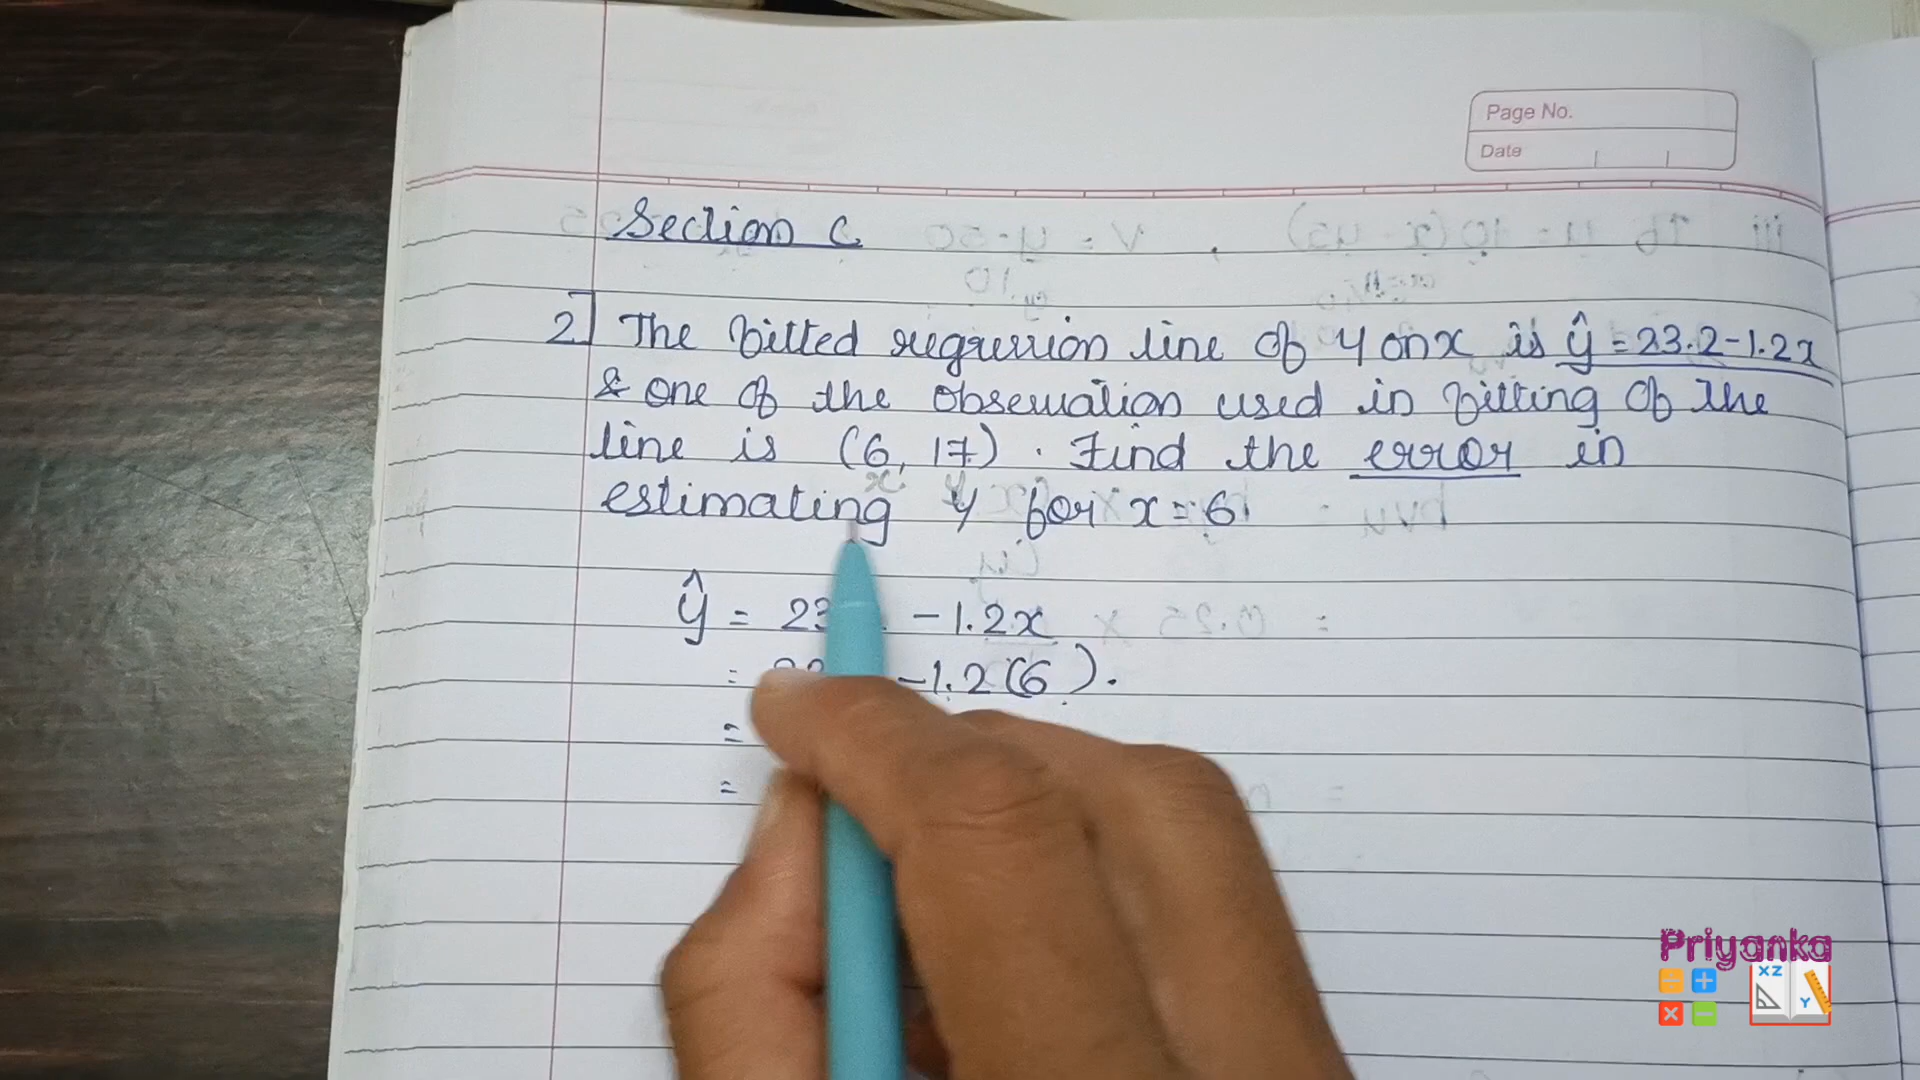 Page No.
Date
Section C
2] The fitted regression line of y on x is ŷ = 23.2-1.2x
& one of the observation used in fitting of the
line is (6, 17). Find the error in
x y
estimating y for x = 6
ŷ = 23 -1.2x
= -1.2(6).
=
=
Priyanka
XZ
Y